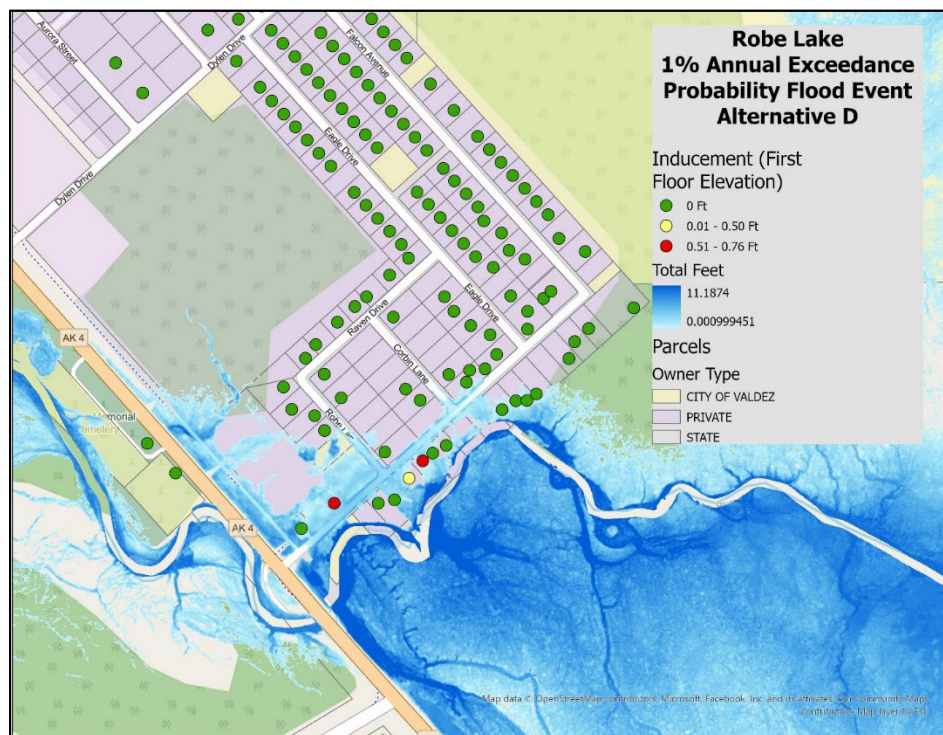 Robe Lake
1% Annual Exceedance
Probability Flood Event
Alternative D
Inducement (First
Floor Elevation)
0 Ft
0.01 - 0.50 Ft
0.51 - 0.76 Ft
Total Feet
11.1874
0.000999451
Parcels
Owner Type
CITY OF VALDEZ
PRIVATE
STATE
Aurora Street
Dylen Drive
Falcon Avenue
Eagle Drive
Dylen Drive
Raven Drive
Eagle Drive
Corbin Lane
AK 4
Memorial
AK 4
Map data © OpenStreetMap contributors, Microsoft, Facebook, Inc. and its affiliates, Esri Community Maps
contributors, Map layer by Esri